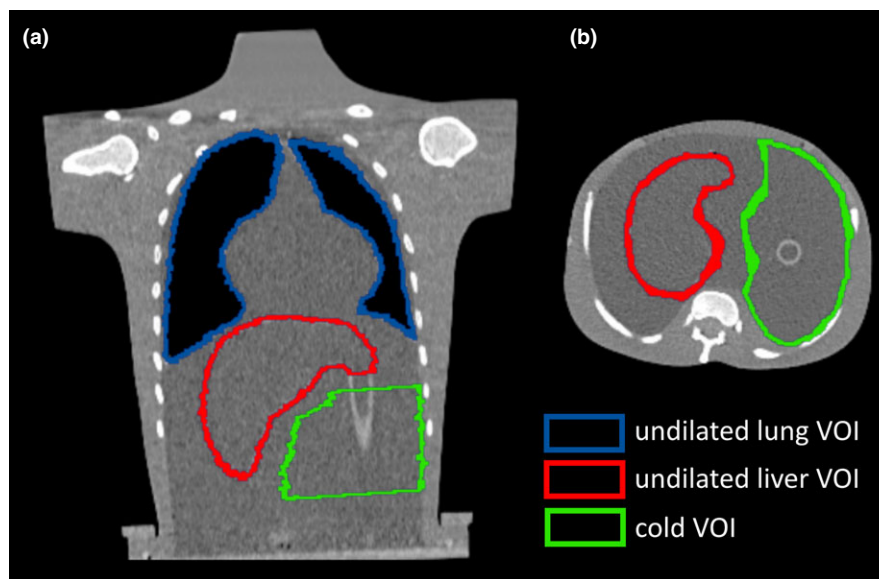 (a)
(b)
undilated lung VOI
undilated liver VOI
cold VOI